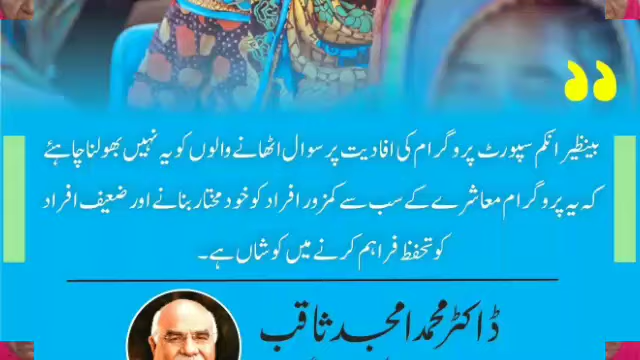 بینظیر انکم سپورٹ پروگرام کی افادیت پر سوال اٹھانے والوں کو یہ نہیں بھولنا چاہئے
کہ یہ پروگرام معاشرے کے سب سے کمزور افراد کو خود مختار بنانے اور ضعیف افراد
کو تحفظ فراہم کرنے میں کوشاں ہے۔
ڈاکٹر محمد امجد ثاقب